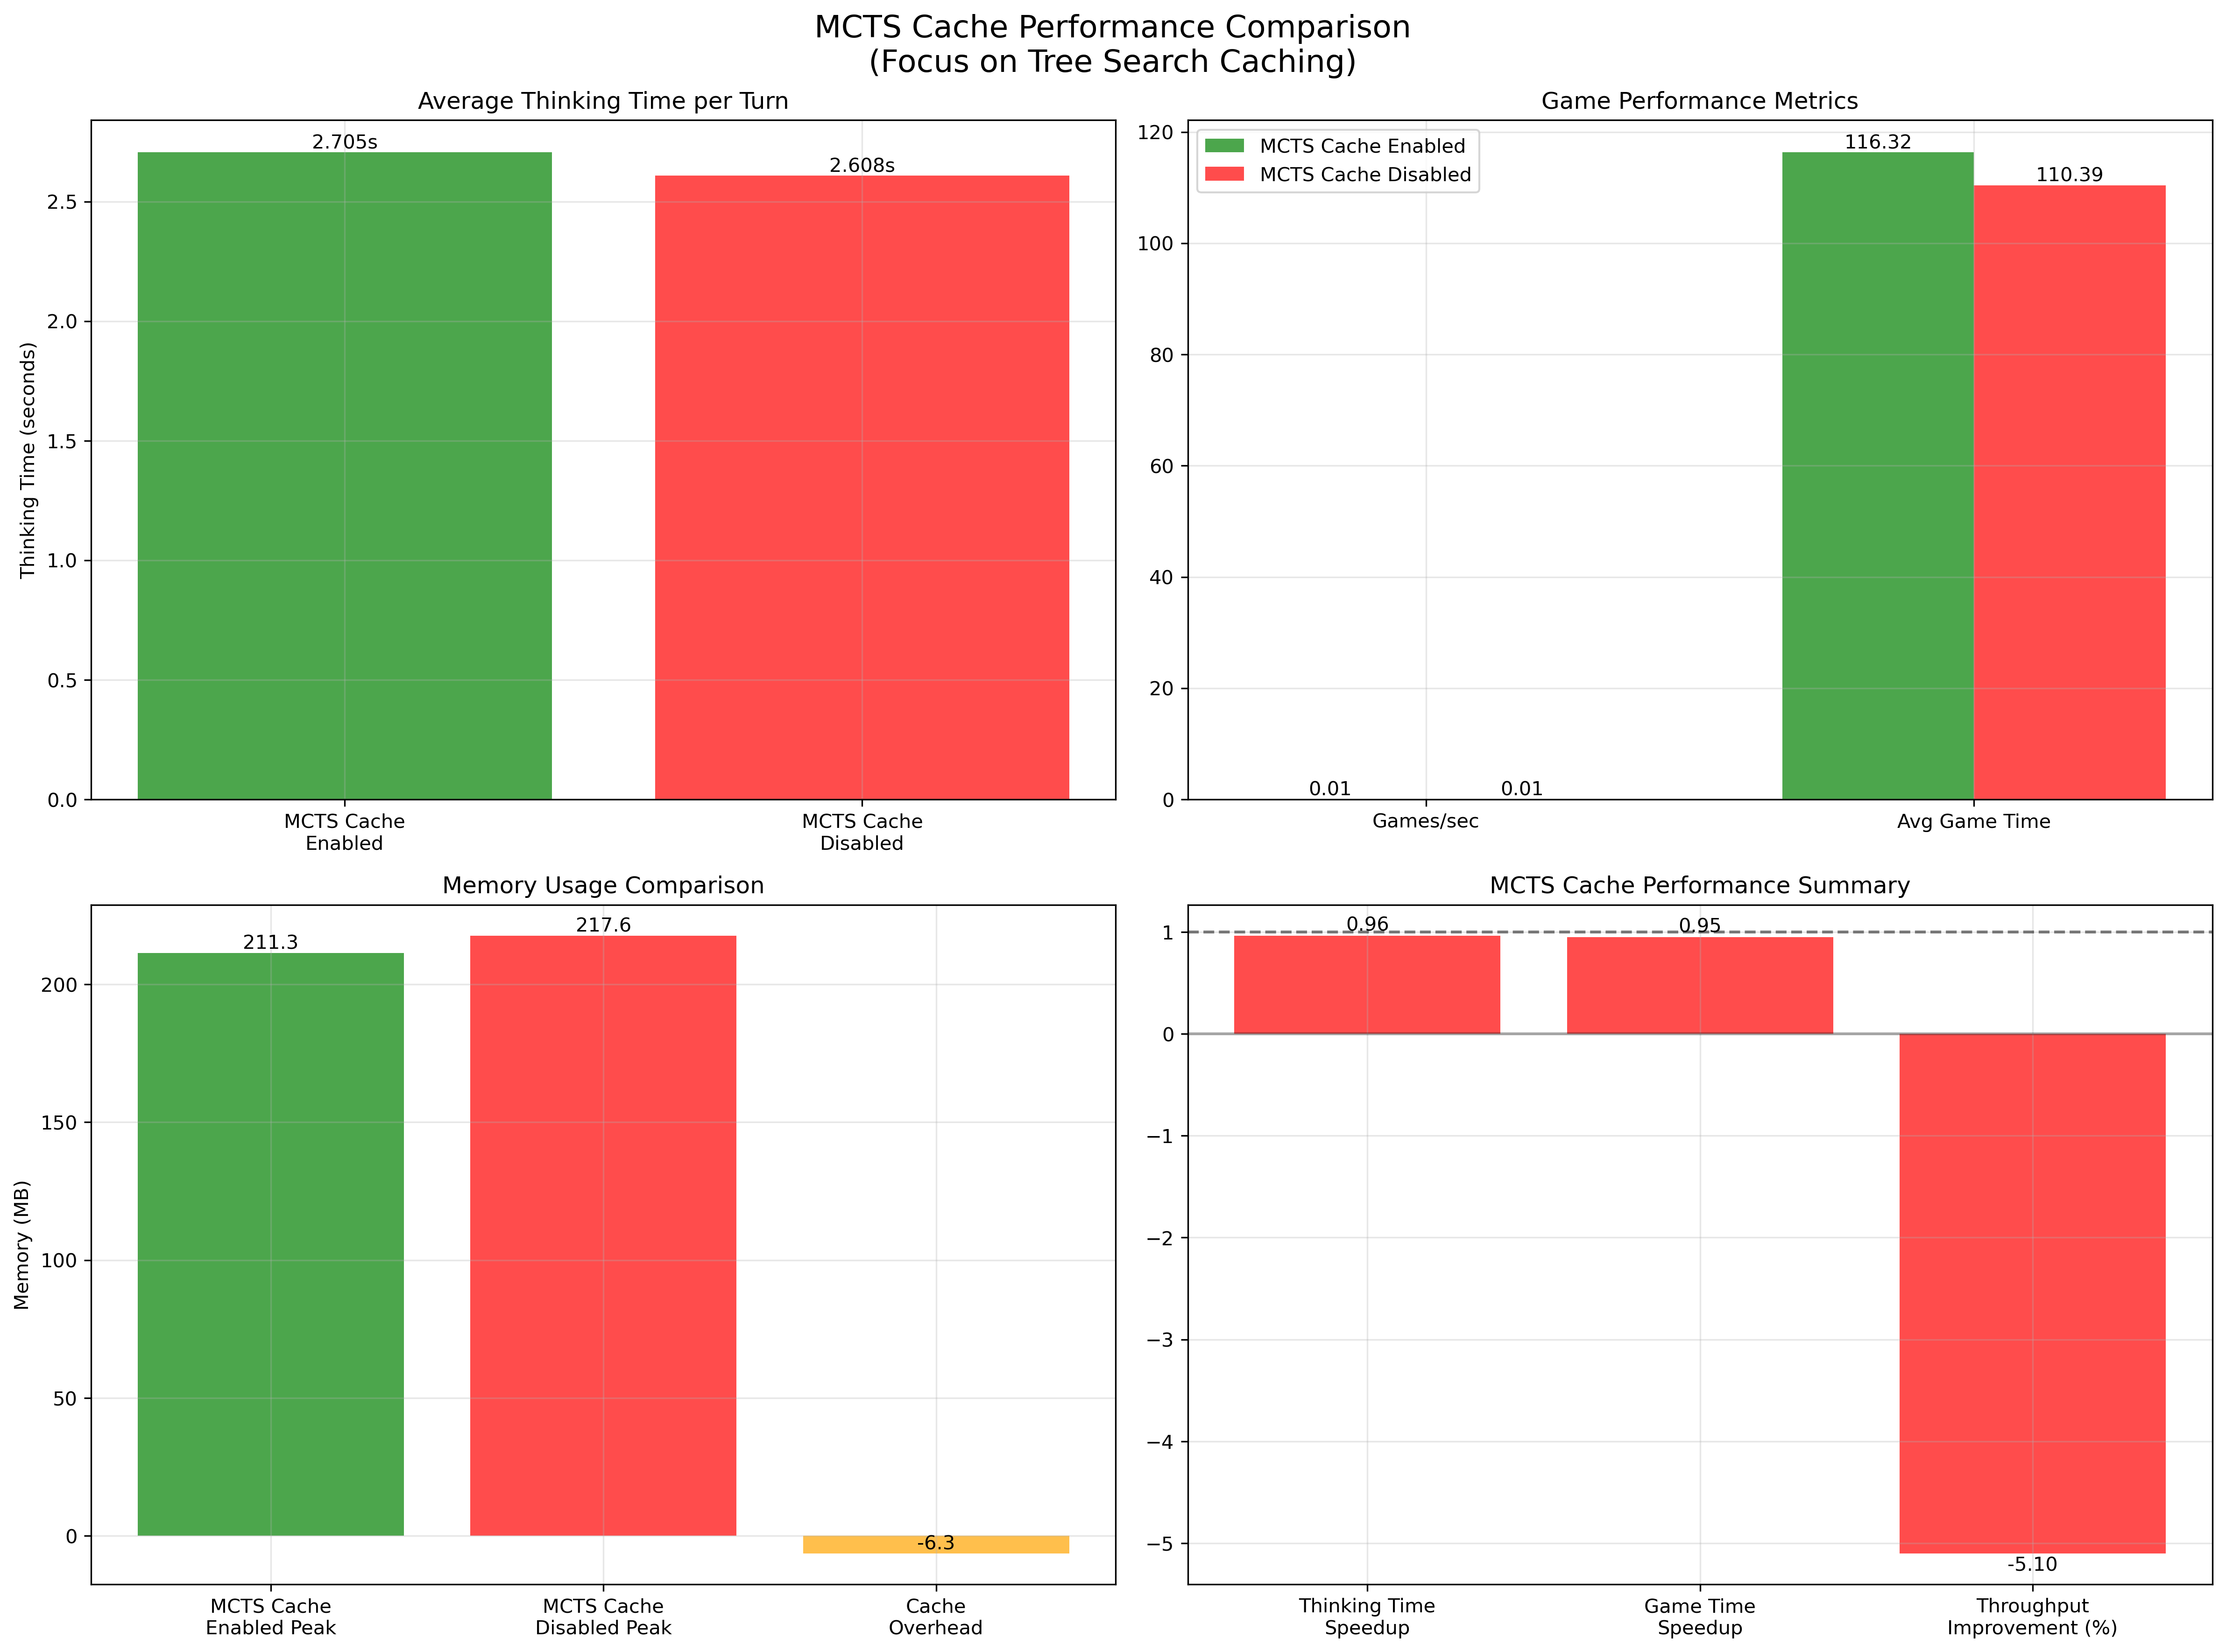 MCTS Cache Performance Comparison
(Focus on Tree Search Caching)
Average Thinking Time per Turn
2.705s
2.608s
Thinking Time (seconds)
2.5
2.0
1.5
1.0
0.5
0.0
MCTS Cache
Enabled
MCTS Cache
Disabled
Game Performance Metrics
MCTS Cache Enabled
MCTS Cache Disabled
116.32
110.39
0.01
0.01
120
100
80
60
40
20
0
Games/sec
Avg Game Time
Memory Usage Comparison
211.3
217.6
-6.3
Memory (MB)
200
150
100
50
0
MCTS Cache
Enabled Peak
MCTS Cache
Disabled Peak
Cache
Overhead
MCTS Cache Performance Summary
0.96
0.95
-5.10
1
0
−1
−2
−3
−4
−5
Thinking Time
Speedup
Game Time
Speedup
Throughput
Improvement (%)